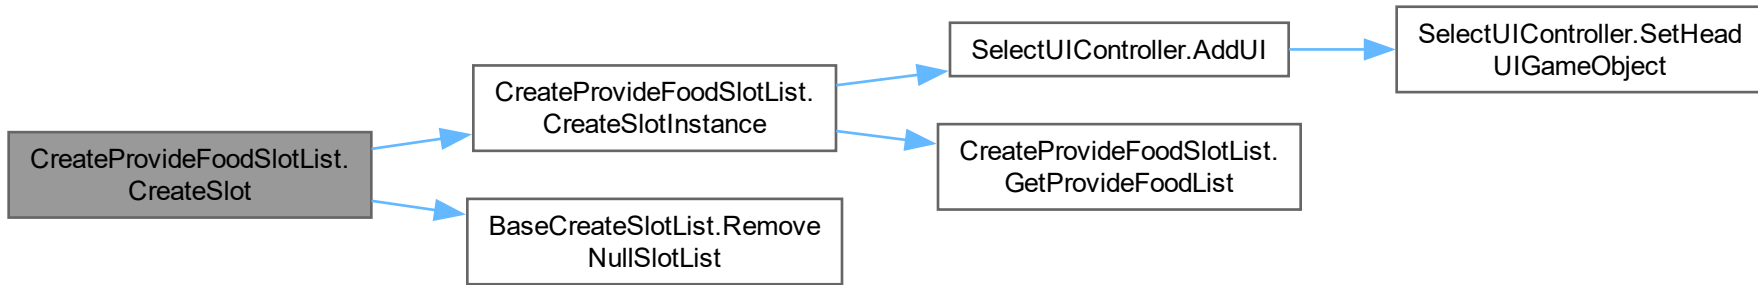 CreateProvideFoodSlotList.
CreateSlot
CreateProvideFoodSlotList.
CreateSlotInstance
BaseCreateSlotList.Remove
NullSlotList
SelectUIController.AddUI
CreateProvideFoodSlotList.
GetProvideFoodList
SelectUIController.SetHead
UIGameObject